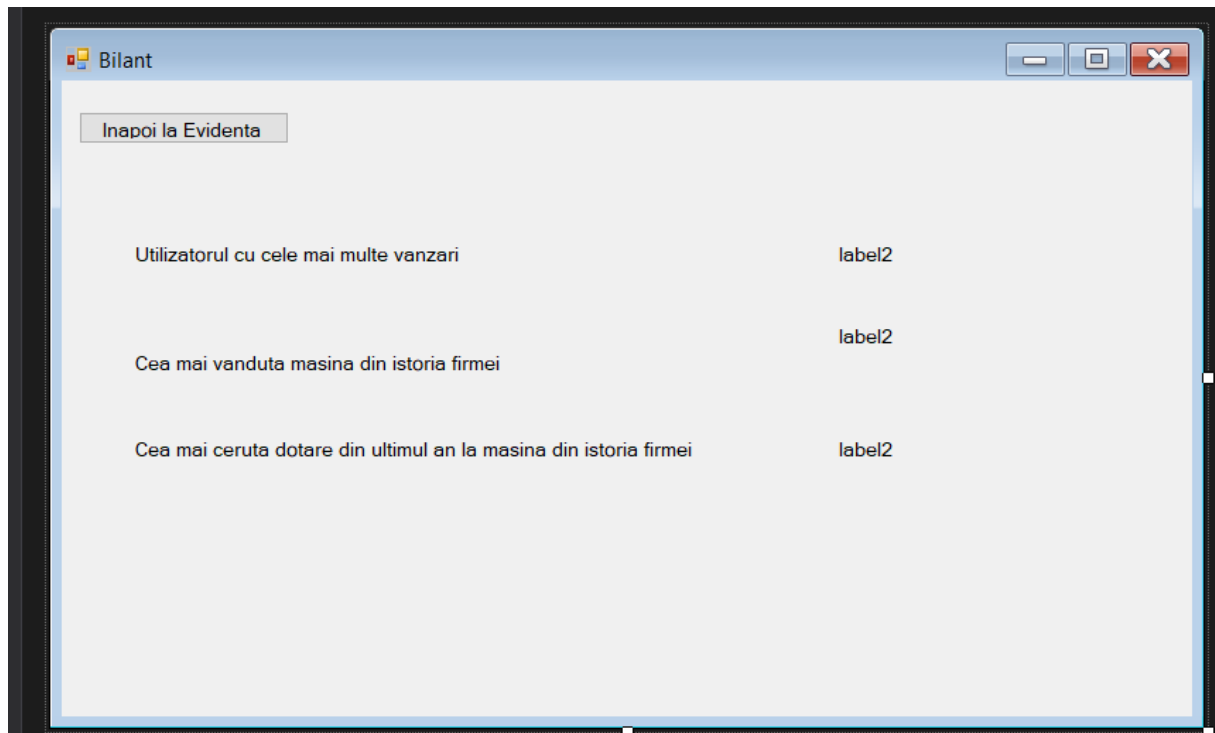 Bilant
Inapoi la Evidenta
Utilizatorul cu cele mai multe vanzari label2
label2
Cea mai vanduta masina din istoria firmei
Cea mai ceruta dotare din ultimul an la masina din istoria firmei label2